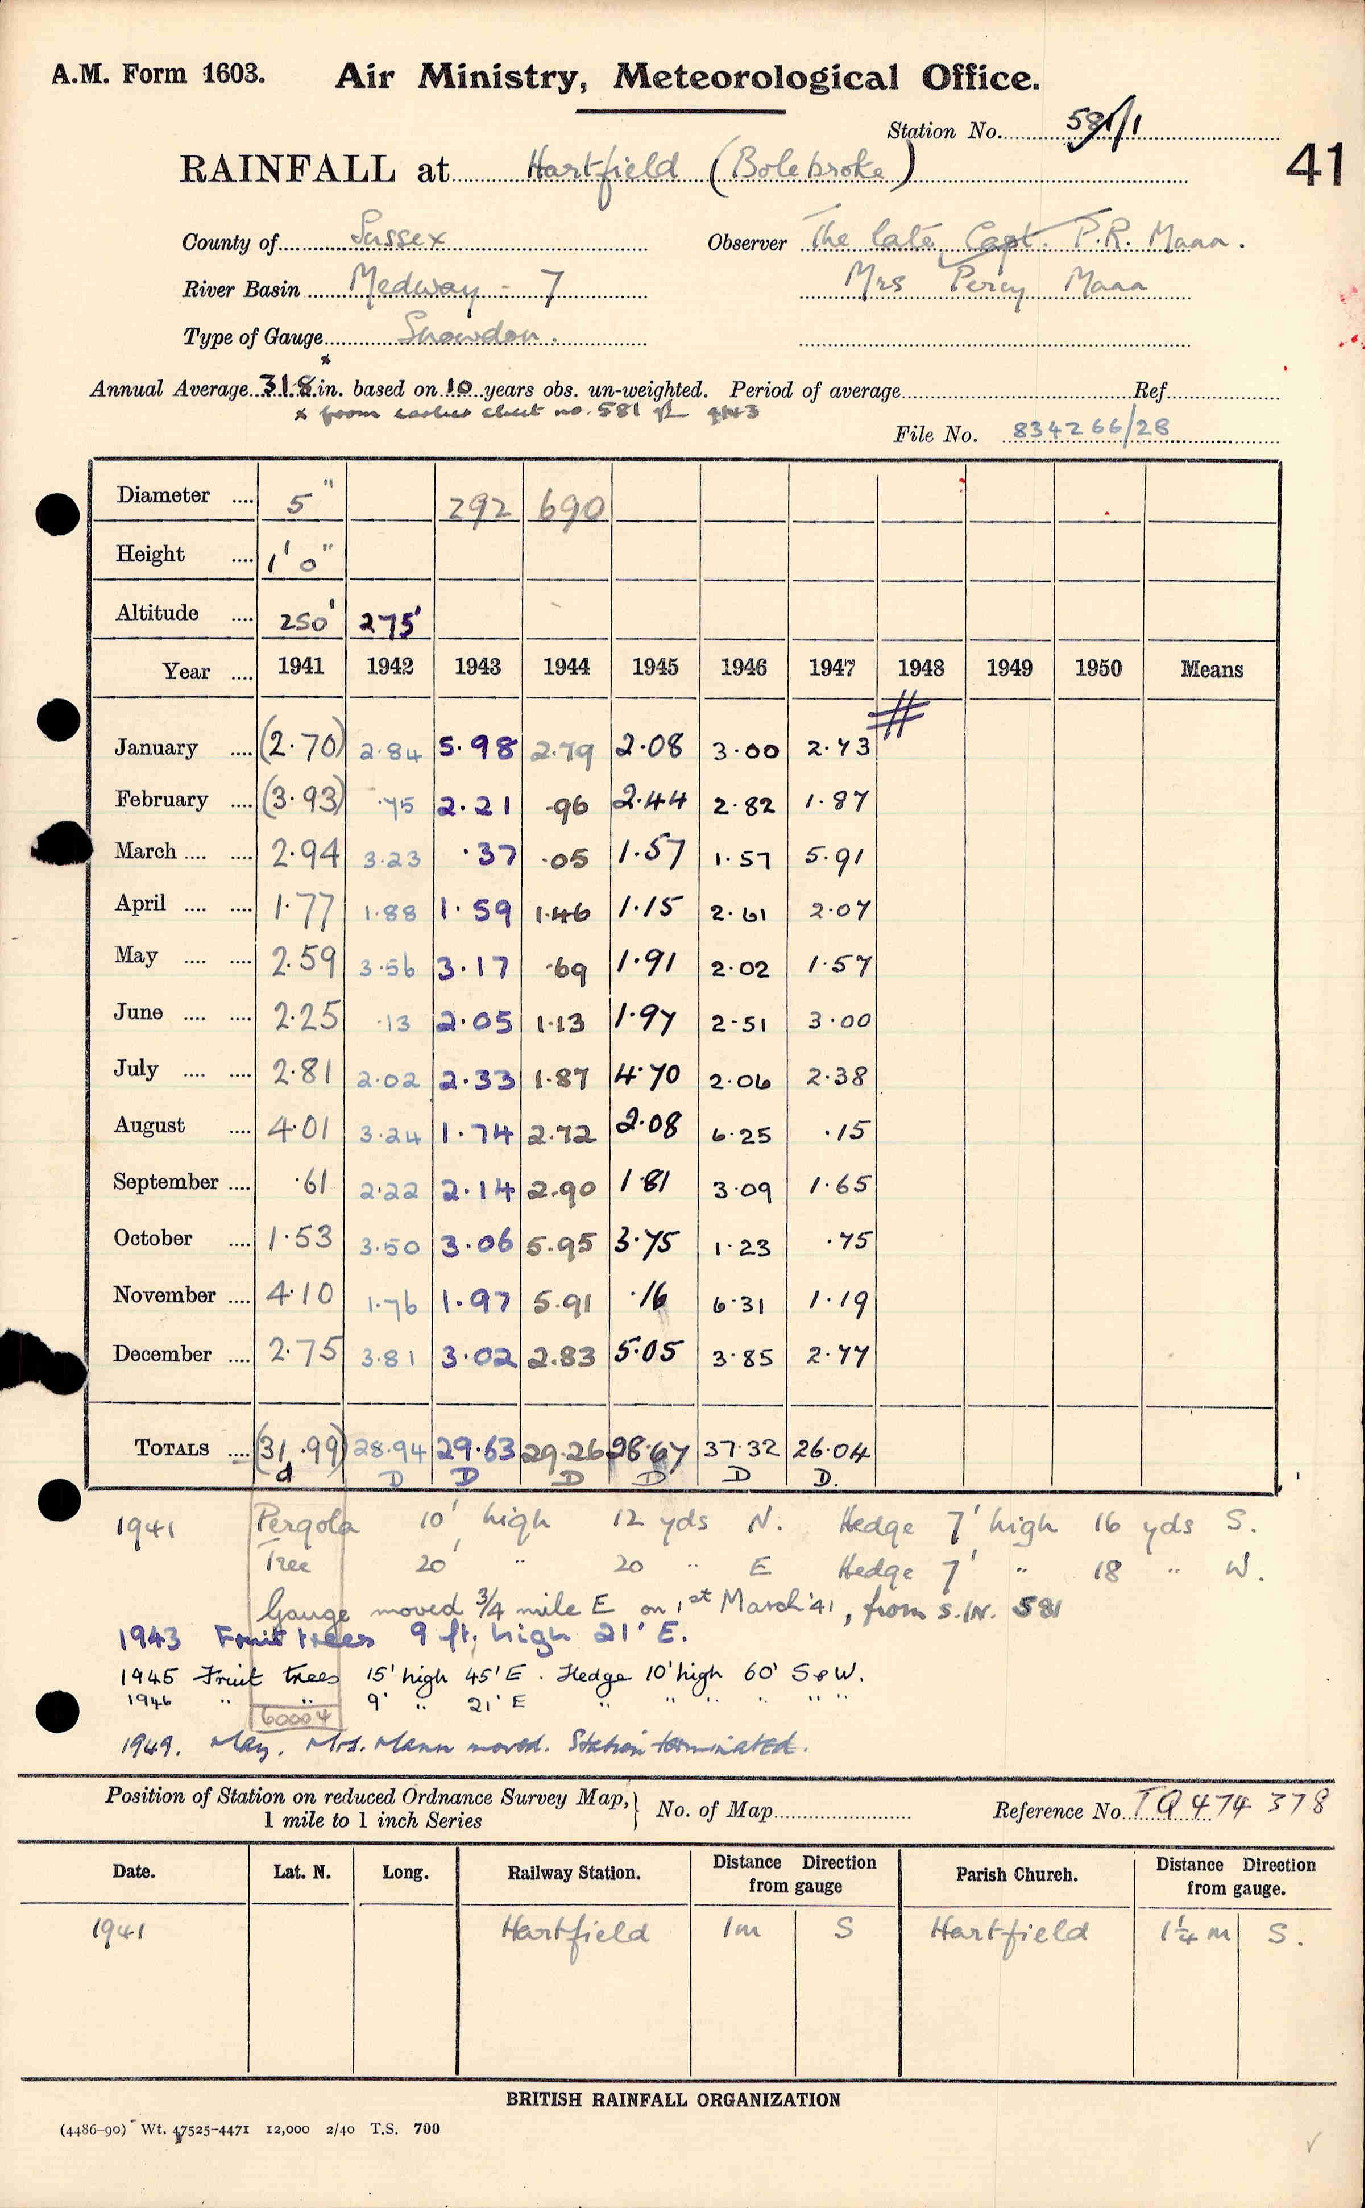 A.M. Form 1603. Air Ministry, Meteorological Office.
Station No. 581/1
41
RAINFALL at Hartfield (Bolebroke)
County of Sussex Observer The late Capt. P.R. Mann.
River Basin Medway - 7 Mrs Percy Mann
Type of Gauge Snowdon.
Annual Average 31.8 in. based on 10 years obs. un-weighted. Period of average Ref
x from earlier sheet no. 581
File No. 834266/28
Diameter .... 5" 292 690
Height .... 1'0"
Altitude .... 250' 275'
Year .... 1941 1942 1943 1944 1945 1946 1947 1948 1949 1950 Means
January .... (2.70) 2.84 5.98 2.79 2.08 3.00 2.73 #
February .... (3.93) .75 2.21 .96 2.44 2.82 1.87
March .... .... 2.94 3.23 .37 .05 1.57 1.57 5.91
April .... .... 1.77 1.88 1.59 1.46 1.15 2.61 2.07
May .... .... 2.59 3.56 3.17 .69 1.91 2.02 1.57
June .... .... 2.25 .13 2.05 1.13 1.97 2.51 3.00
July .... .... 2.81 2.02 2.33 1.87 4.70 2.06 2.38
August .... 4.01 3.24 1.74 2.72 2.08 6.25 .15
September .... .61 2.22 2.14 2.90 1.81 3.09 1.65
October .... 1.53 3.50 3.06 5.95 3.75 1.23 .75
November .... 4.10 1.76 1.97 5.91 .16 6.31 1.19
December .... 2.75 3.81 3.02 2.83 5.05 3.85 2.77
TOTALS .... (31.99) 28.94 29.63 29.26 28.67 37.32 26.04
d D D D D D D.
1941 Pergola 10' high 12 yds N. Hedge 7' high 16 yds S.
Tree 20' " 20 " E Hedge 7' " 18 " W.
Gauge moved 3/4 mile E on 1st March '41, from S.N. 581
1943 Fruit trees 9 ft. high 21' E.
1945 Fruit trees 15' high 45' E. Hedge 10' high 60' S & W.
1946 " " 9' " 21' E " " " " " "
60004
1949. May. Mrs. Mann moved. Station terminated.
Position of Station on reduced Ordnance Survey Map, } No. of Map Reference No. TQ 474 378
1 mile to 1 inch Series
Date. Lat. N. Long. Railway Station. Distance Direction from gauge Parish Church. Distance Direction from gauge.
1941 Hartfield 1m S Hartfield 1¼ m S.
BRITISH RAINFALL ORGANIZATION
(4486-90) Wt. 47525-4471 12,000 2/40 T.S. 700